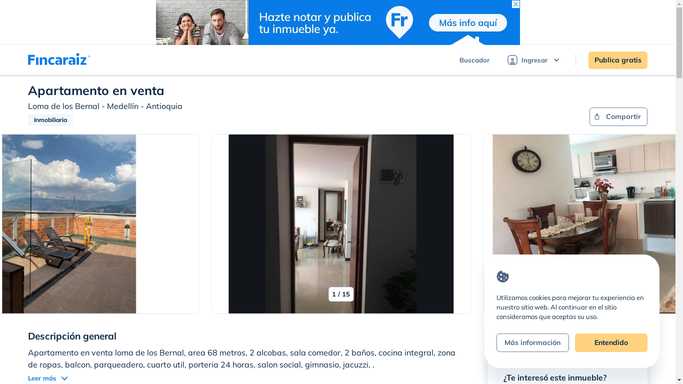 Hazte notar y publica
tu inmueble ya.
Fr
Más info aquí
Fincaraiz
Buscador
Ingresar
Publica gratis
Apartamento en venta
Loma de los Bernal - Medellín - Antioquia
Inmobiliaria
Compartir
1 / 15
Utilizamos cookies para mejorar tu experiencia en
nuestro sitio web. Al continuar en el sitio
consideramos que aceptas su uso.
Más información
Entendido
Descripción general
Apartamento en venta loma de los Bernal, area 68 metros, 2 alcobas, sala comedor, 2 baños, cocina integral, zona
de ropas, balcon, parqueadero, cuarto util, porteria 24 horas, salon social, gimnasio, jacuzzi, .
Leer más
¿Te interesó este inmueble?